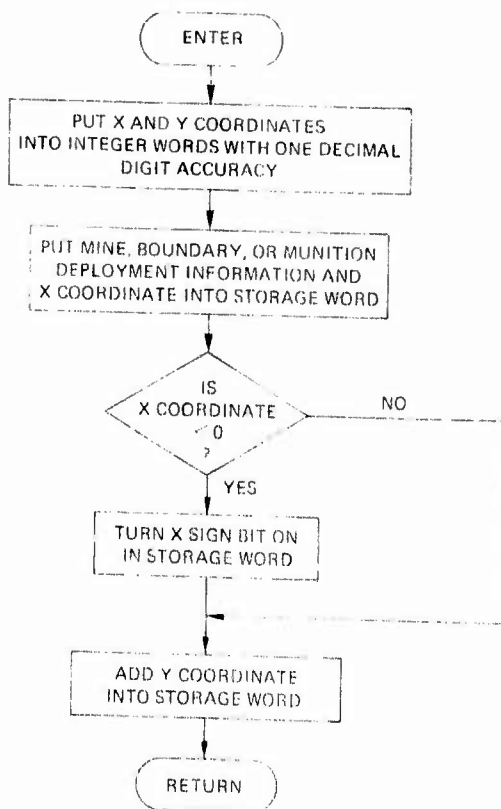 ENTER
PUT X AND Y COORDINATES
INTO INTEGER WORDS WITH ONE DECIMAL
DIGIT ACCURACY
PUT MINE, BOUNDARY, OR MUNITION
DEPLOYMENT INFORMATION AND
X COORDINATE INTO STORAGE WORD
IS
X COORDINATE
< 0
?
NO
YES
TURN X SIGN BIT ON
IN STORAGE WORD
ADD Y COORDINATE
INTO STORAGE WORD
RETURN